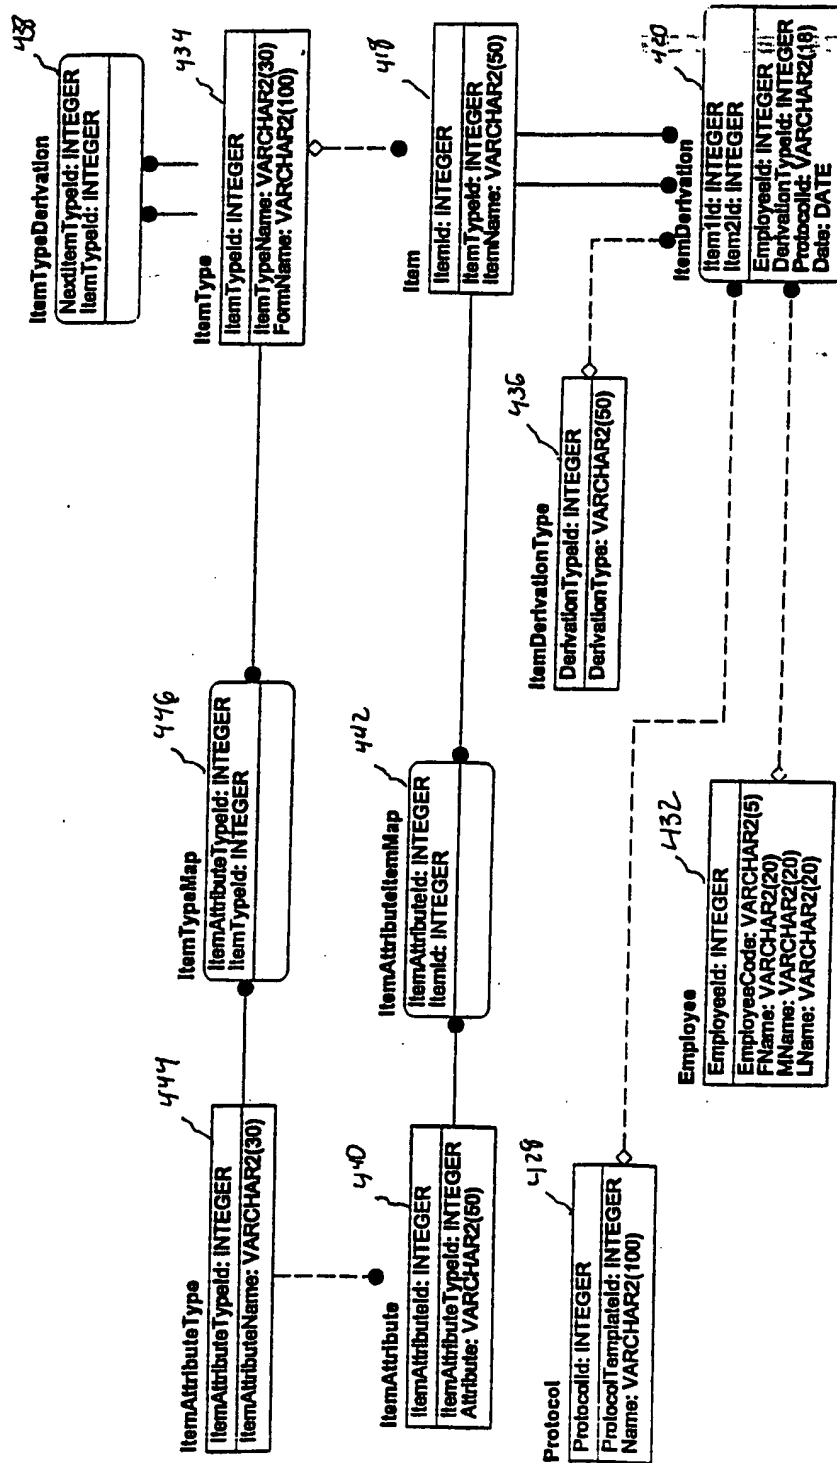 ItemTypeDerivation
438
NextItemTypeId: INTEGER
ItemTypeId: INTEGER
ItemType
434
ItemTypeId: INTEGER
ItemTypeName: VARCHAR2(30)
FormName: VARCHAR2(100)
Item
418
ItemId: INTEGER
ItemTypeId: INTEGER
ItemName: VARCHAR2(50)
ItemDerivation
Item1Id: INTEGER
Item2Id: INTEGER
EmployeeId: INTEGER
DerivationTypeId: INTEGER
ProtocolId: VARCHAR2(18)
Date: DATE
ItemTypeMap
446
ItemAttributeTypeId: INTEGER
ItemTypeId: INTEGER
ItemAttributeItemMap
442
ItemAttributeId: INTEGER
ItemId: INTEGER
ItemDerivationType
436
DerivationTypeId: INTEGER
DerivationType: VARCHAR2(50)
Employee
432
EmployeeId: INTEGER
EmployeeCode: VARCHAR2(5)
FName: VARCHAR2(20)
MName: VARCHAR2(20)
LName: VARCHAR2(20)
ItemAttributeType
444
ItemAttributeTypeId: INTEGER
ItemAttributeName: VARCHAR2(30)
ItemAttribute
440
ItemAttributeId: INTEGER
ItemAttributeTypeId: INTEGER
Attribute: VARCHAR2(50)
Protocol
428
ProtocolId: INTEGER
ProtocolTemplateId: INTEGER
Name: VARCHAR2(100)